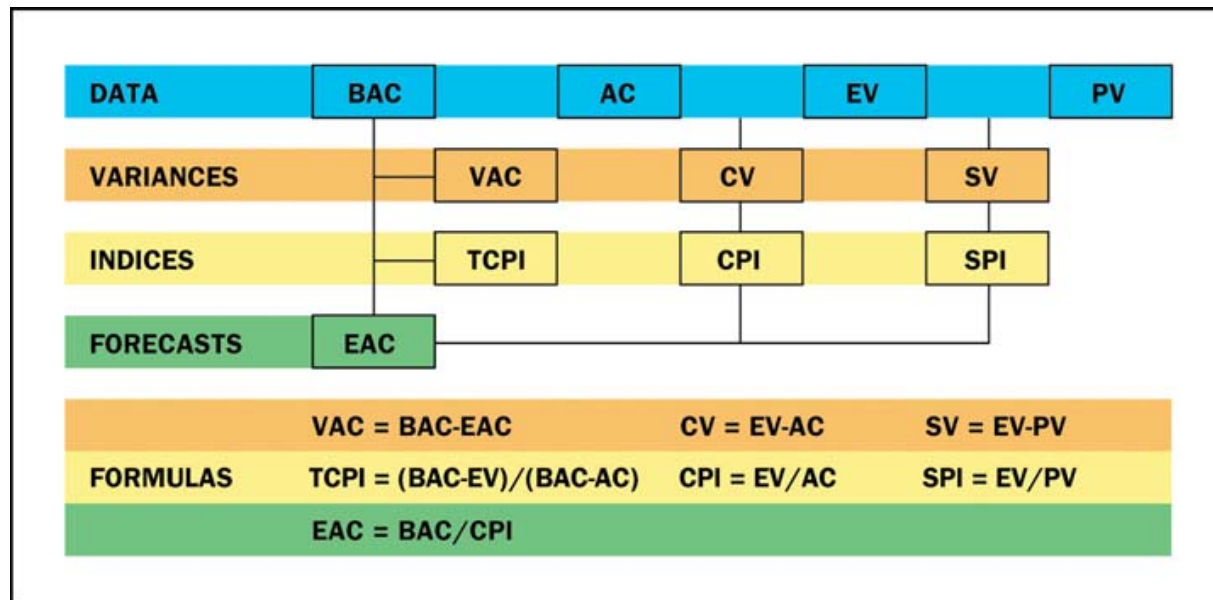 DATA BAC AC EV PV
VARIANCES VAC CV SV
INDICES TCPI CPI SPI
FORECASTS EAC
VAC = BAC-EAC CV = EV-AC SV = EV-PV
FORMULAS TCPI = (BAC-EV)/(BAC-AC) CPI = EV/AC SPI = EV/PV
EAC = BAC/CPI